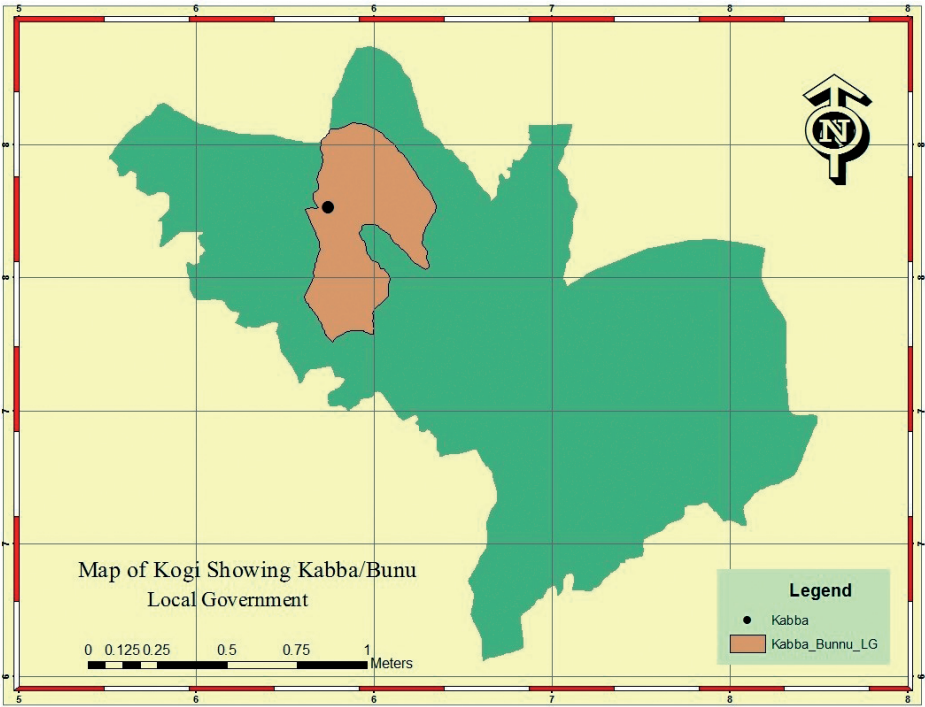 5 6 6 7 8 8
N
8 8
8 8
7 7
7 7
Map of Kogi Showing Kabba/Bunu
Local Government
Legend
Kabba
Kabba_Bunnu_LG
0 0.125 0.25 0.5 0.75 1
Meters
6 6
5 6 6 7 8 8